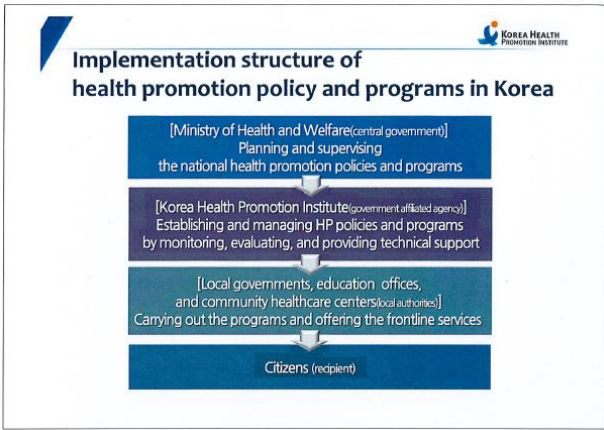 KOREA HEALTH
PROMOTION INSTITUTE
Implementation structure of
health promotion policy and programs in Korea
[Ministry of Health and Welfare(central government)]
Planning and supervising
the national health promotion policies and programs
[Korea Health Promotion Institute(government affiliated agency)]
Establishing and managing HP policies and programs
by monitoring, evaluating, and providing technical support
[Local governments, education offices,
and community healthcare centers(local authorities)]
Carrying out the programs and offering the frontline services
Citizens (recipient)